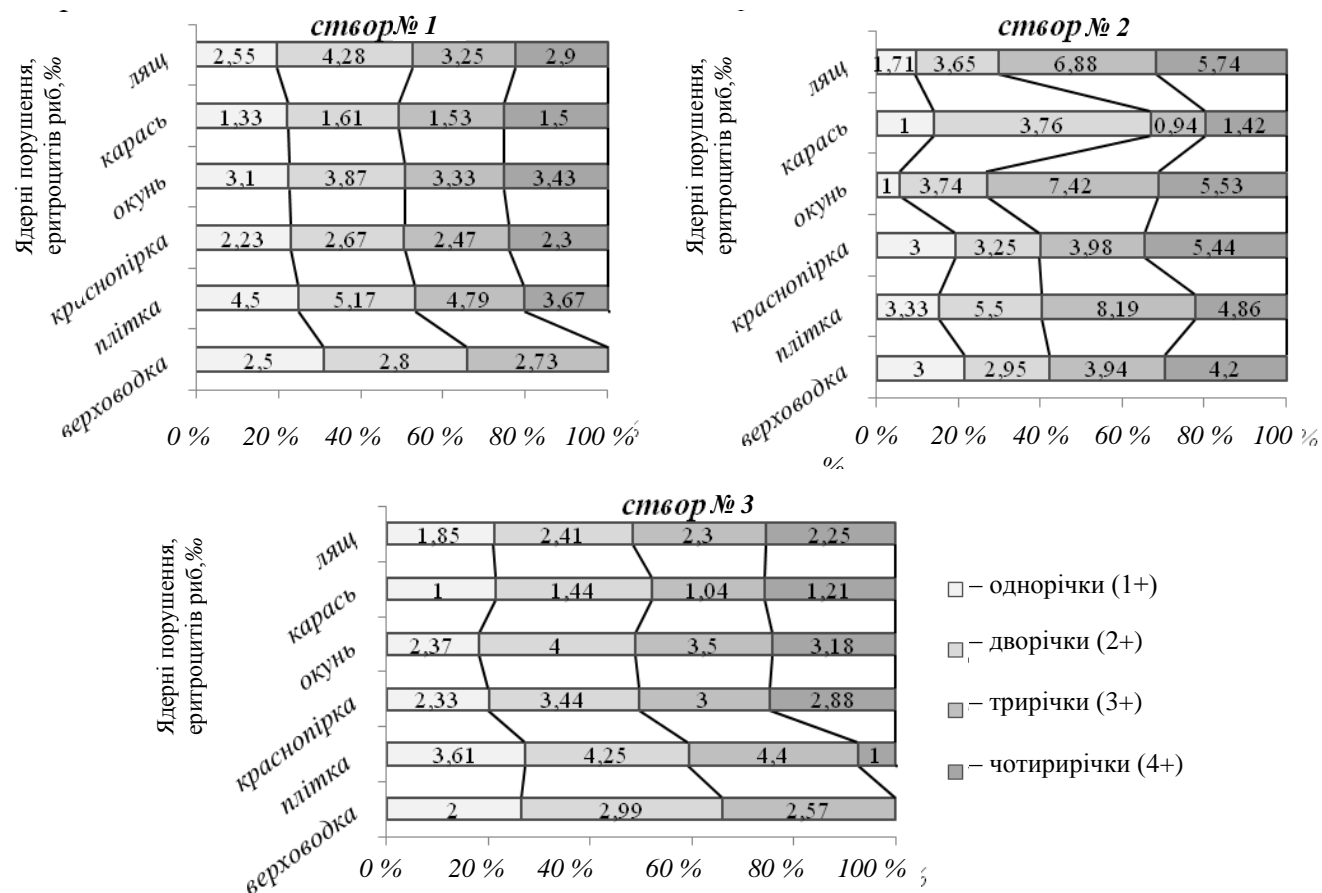 створ№ 1
Ядерні порушення,
еритроцитів риб,‰
лящ
2,55 4,28 3,25 2,9
карась
1,33 1,61 1,53 1,5
окунь
3,1 3,87 3,33 3,43
краснопірка
2,23 2,67 2,47 2,3
плітка
4,5 5,17 4,79 3,67
верховодка
2,5 2,8 2,73
0 % 20 % 40 % 60 % 80 % 100 %
створ № 2
Ядерні порушення,
еритроцитів риб,‰
лящ
1,71 3,65 6,88 5,74
карась
1 3,76 0,94 1,42
окунь
1 3,74 7,42 5,53
краснопірка
3 3,25 3,98 5,44
плітка
3,33 5,5 8,19 4,86
верховодка
3 2,95 3,94 4,2
0 % 20 % 40 % 60 % 80 % 100 %
%
створ № 3
Ядерні порушення,
еритроцитів риб,‰
лящ
1,85 2,41 2,3 2,25
карась
1 1,44 1,04 1,21
окунь
2,37 4 3,5 3,18
краснопірка
2,33 3,44 3 2,88
плітка
3,61 4,25 4,4 1
верховодка
2 2,99 2,57
0 % 20 % 40 % 60 % 80 % 100 %
– однорічки (1+)
– дворічки (2+)
– трирічки (3+)
– чотирирічки (4+)